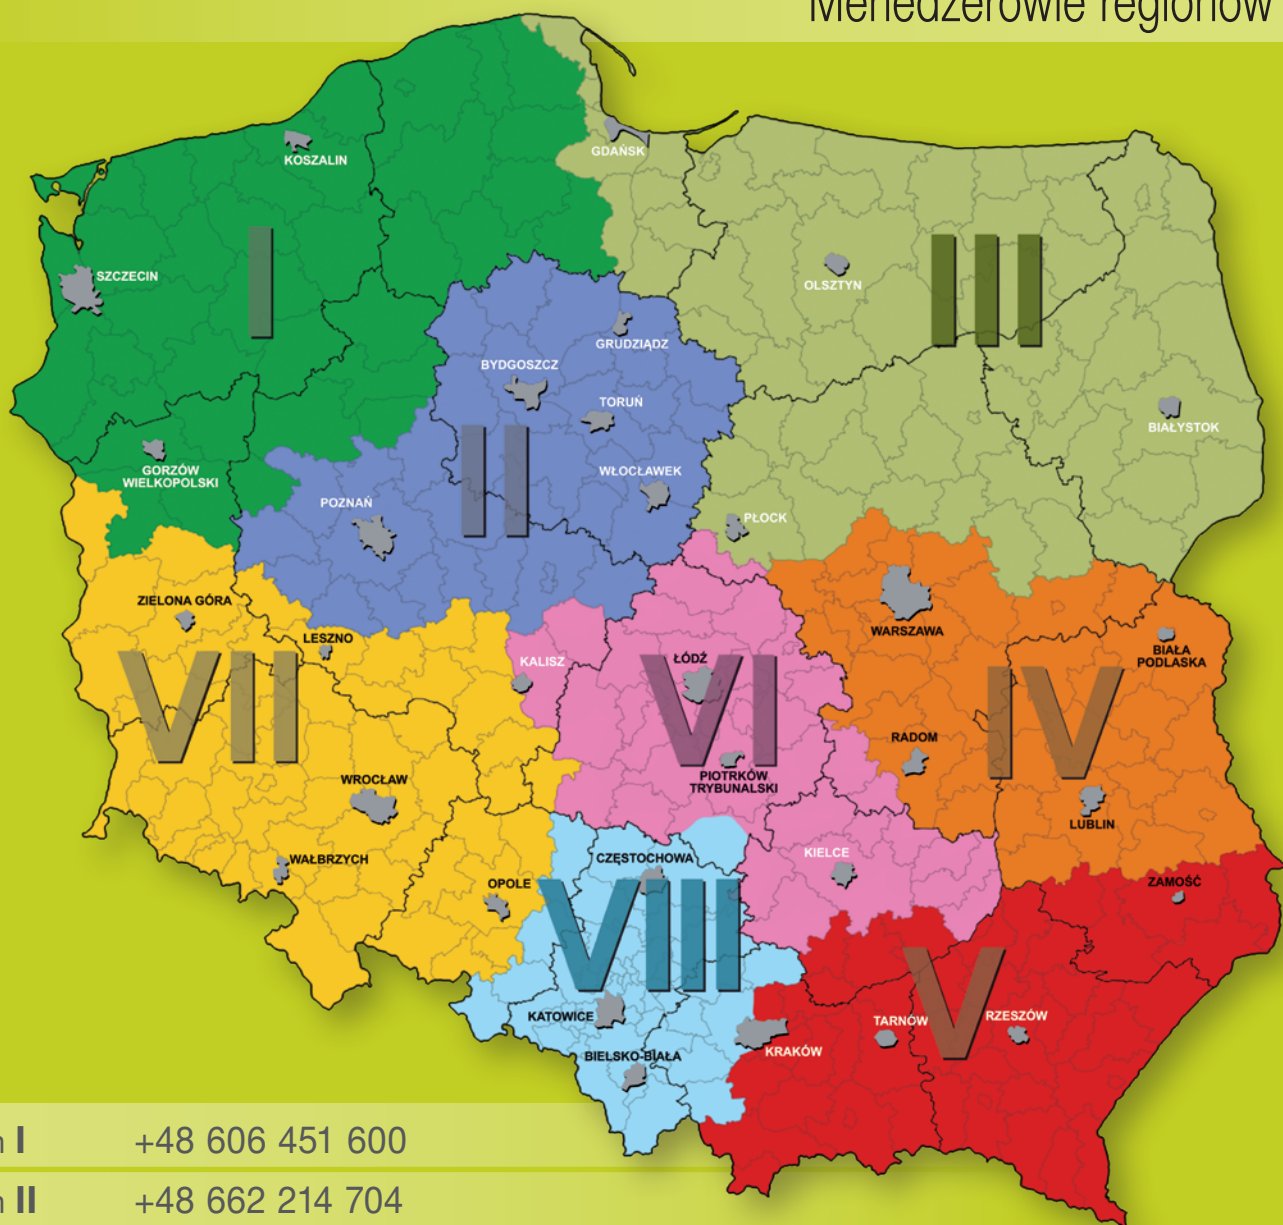 Menedżerowie regionów
KOSZALIN
GDAŃSK
I
III
SZCZECIN
OLSZTYN
GRUDZIĄDZ
BYDGOSZCZ
TORUŃ
BIAŁYSTOK
GORZÓW
WIELKOPOLSKI
II
WŁOCŁAWEK
POZNAŃ
PŁOCK
ZIELONA GÓRA
WARSZAWA
LESZNO
KALISZ
ŁÓDŹ
BIAŁA
PODLASKA
VII
VI
IV
RADOM
WROCŁAW
PIOTRKÓW
TRYBUNALSKI
LUBLIN
WAŁBRZYCH
CZĘSTOCHOWA
KIELCE
OPOLE
ZAMOŚĆ
VIII
V
KATOWICE
TARNÓW
RZESZÓW
BIELSKO-BIAŁA
KRAKÓW
I +48 606 451 600
II +48 662 214 704